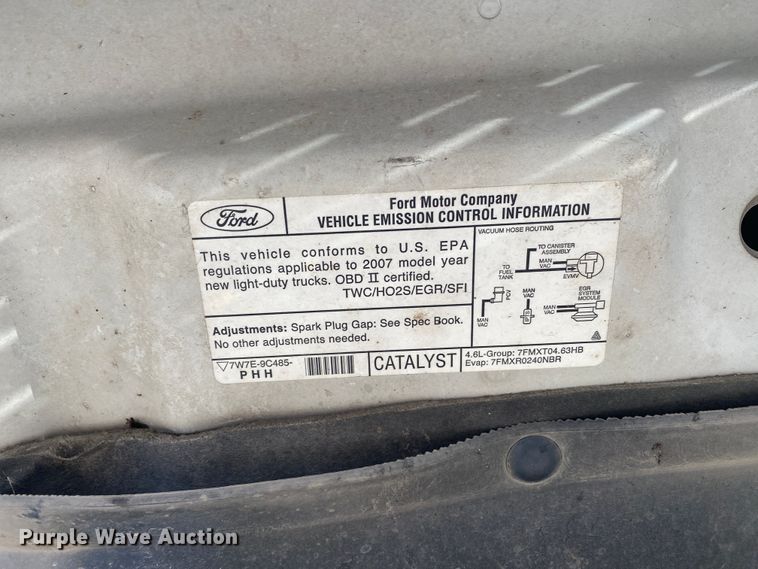 Ford
Ford Motor Company
VEHICLE EMISSION CONTROL INFORMATION
This vehicle conforms to U.S. EPA
regulations applicable to 2007 model year
new light-duty trucks. OBD II certified.
TWC/HO2S/EGR/SFI
Adjustments: Spark Plug Gap: See Spec Book.
No other adjustments needed.
VACUUM HOSE ROUTING
TO CANISTER
ASSEMBLY
MAN
VAC
TO
FUEL
TANK
EVMV
PCV
MAN
VAC
MAN
VAC
EGR
SYSTEM
MODULE
MAN
VAC
7W7E-9C485-
PHH
CATALYST
4.6L-Group: 7FMXT04.63HB
Evap: 7FMXR0240NBR
Purple Wave Auction